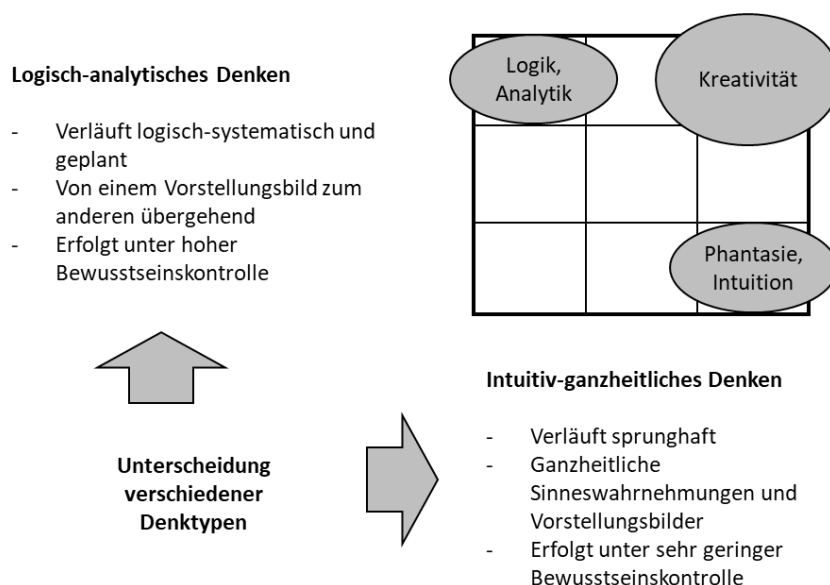 Logisch-analytisches Denken
- Verläuft logisch-systematisch und
geplant
- Von einem Vorstellungsbild zum
anderen übergehend
- Erfolgt unter hoher
Bewusstseinskontrolle
Logik,
Analytik
Kreativität
Phantasie,
Intuition
Unterscheidung
verschiedener
Denktypen
Intuitiv-ganzheitliches Denken
- Verläuft sprunghaft
- Ganzheitliche
Sinneswahrnehmungen und
Vorstellungsbilder
- Erfolgt unter sehr geringer
Bewusstseinskontrolle